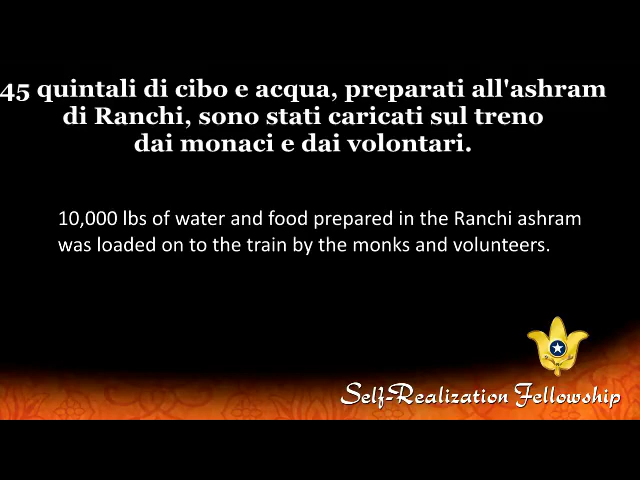 45 quintali di cibo e acqua, preparati all'ashram
di Ranchi, sono stati caricati sul treno
dai monaci e dai volontari.
10,000 lbs of water and food prepared in the Ranchi ashram
was loaded on to the train by the monks and volunteers.
Self-Realization Fellowship